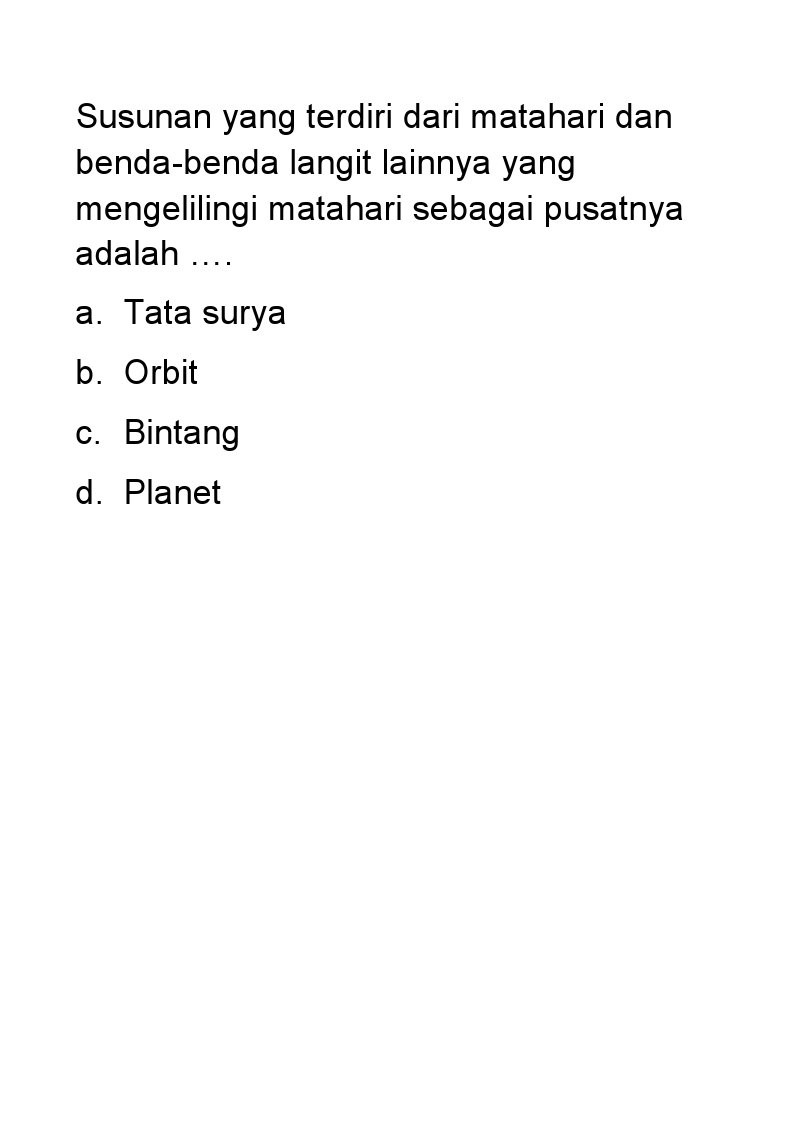 Susunan yang terdiri dari matahari dan
benda-benda langit lainnya yang
mengelilingi matahari sebagai pusatnya
adalah ….
a. Tata surya
b. Orbit
c. Bintang
d. Planet